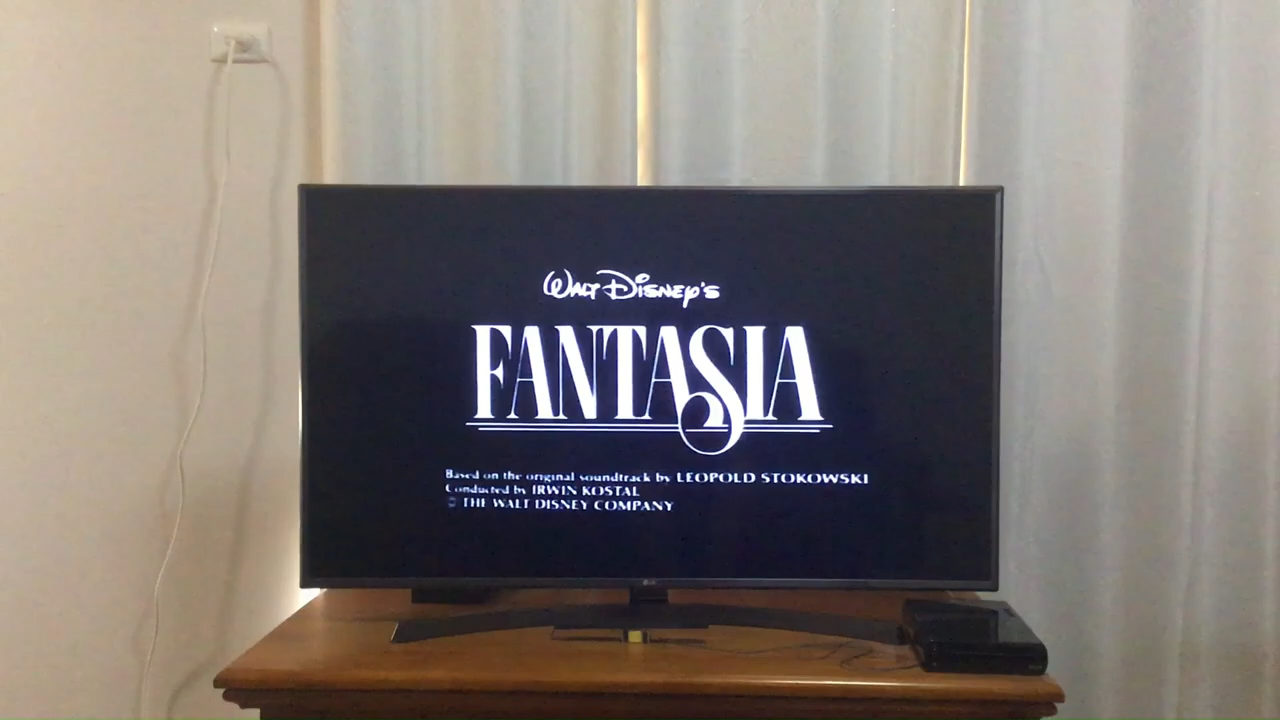 WALT DISNEY'S
FANTASIA
Based on the original soundtrack by LEOPOLD STOKOWSKI
Conducted by IRWIN KOSTAL
© THE WALT DISNEY COMPANY
LG